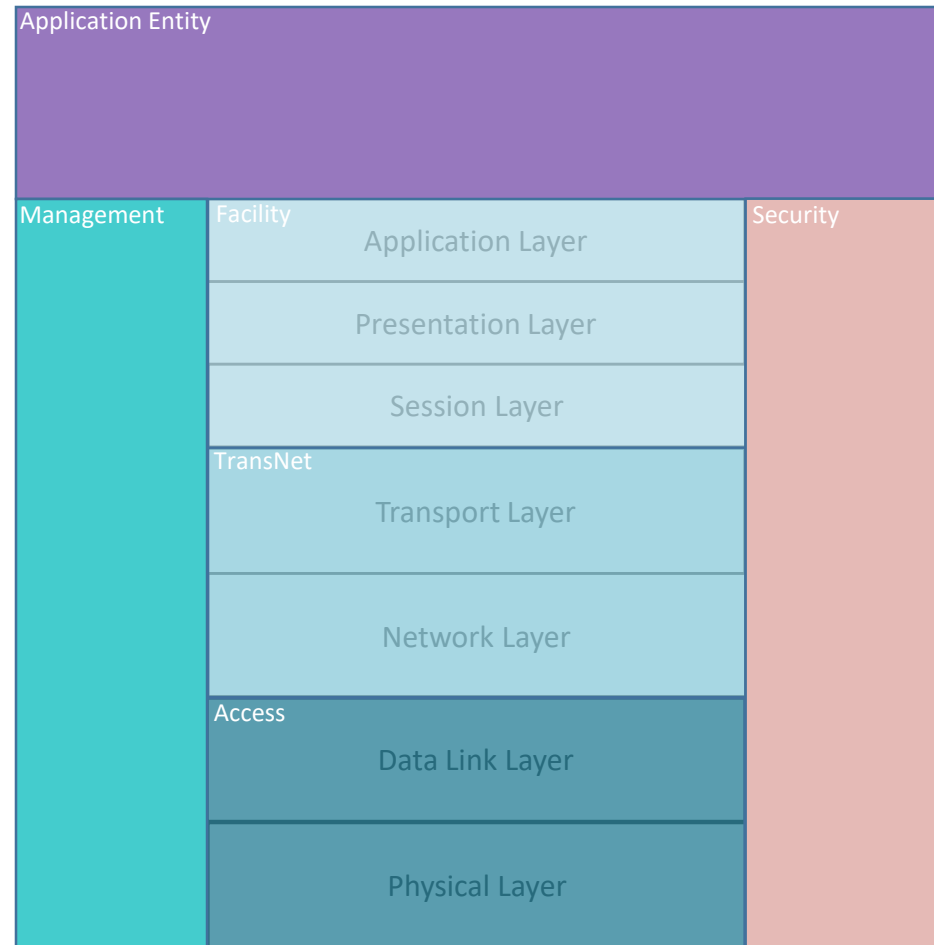 Application Entity
Management
Facility
Application Layer
Presentation Layer
Session Layer
TransNet
Transport Layer
Network Layer
Access
Data Link Layer
Physical Layer
Security